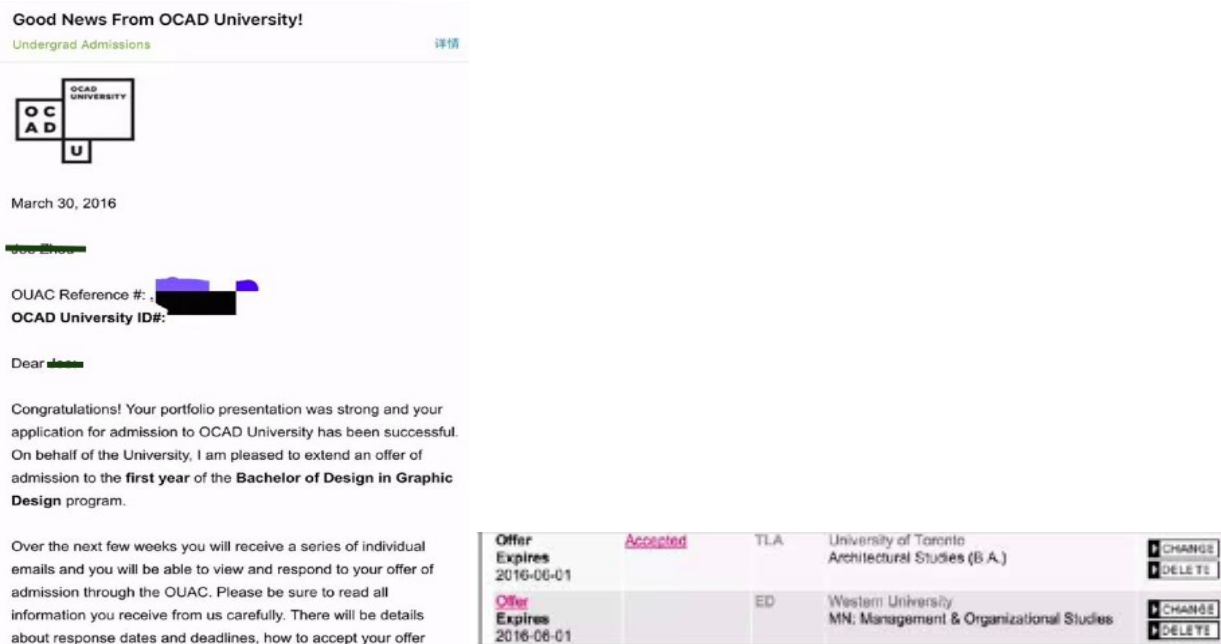 Good News From OCAD University!
Undergrad Admissions 详情
OCAD
UNIVERSITY
O C
A D
U
March 30, 2016
OUAC Reference #:
OCAD University ID#:
Dear
Congratulations! Your portfolio presentation was strong and your
application for admission to OCAD University has been successful.
On behalf of the University, I am pleased to extend an offer of
admission to the first year of the Bachelor of Design in Graphic
Design program.
Over the next few weeks you will receive a series of individual
emails and you will be able to view and respond to your offer of
admission through the OUAC. Please be sure to read all
information you receive from us carefully. There will be details
about response dates and deadlines, how to accept your offer
Offer Accepted TLA University of Toronto CHANGE
Expires Architectural Studies (B.A.) DELETE
2016-06-01
Offer ED Western University CHANGE
Expires MN: Management & Organizational Studies DELETE
2016-06-01